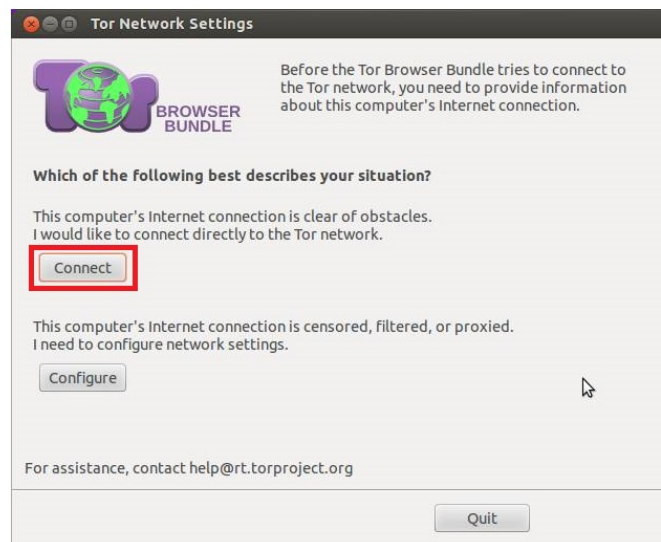 Tor Network Settings
Tor
BROWSER
BUNDLE
Before the Tor Browser Bundle tries to connect to
the Tor network, you need to provide information
about this computer's Internet connection.
Which of the following best describes your situation?
This computer's Internet connection is clear of obstacles.
I would like to connect directly to the Tor network.
Connect
This computer's Internet connection is censored, filtered, or proxied.
I need to configure network settings.
Configure
For assistance, contact help@rt.torproject.org
Quit